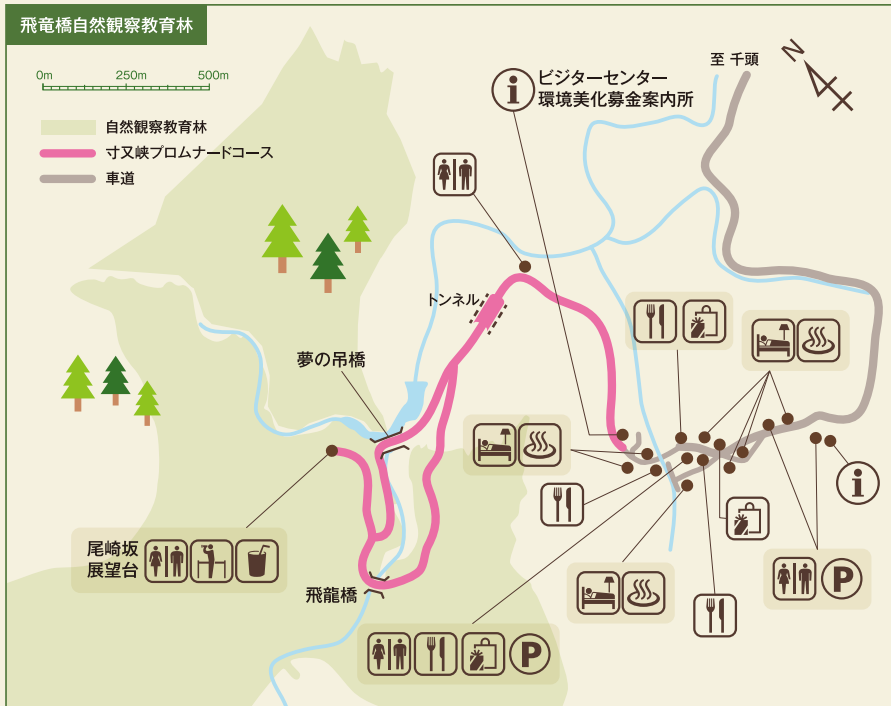 飛竜橋自然観察教育林
0m 250m 500m
自然観察教育林
寸又峡プロムナードコース
車道
ビジターセンター
環境美化募金案内所
至 千頭
N
トンネル
夢の吊橋
尾崎坂
展望台
飛龍橋
i
i
P
P